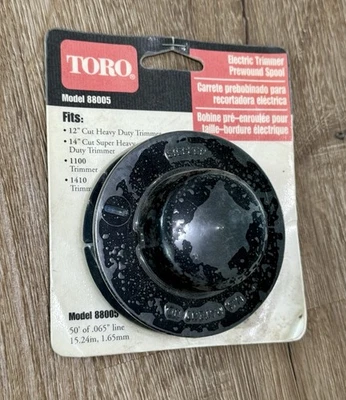 TORO
Model 88005
Electric Trimmer
Prewound Spool
Carrete prebobinado para
recortadora eléctrica
Bobine pré-enroulée pour
taille-bordure électrique
Fits:
• 12" Cut Heavy Duty Trimmer
• 14" Cut Super Heavy
Duty Trimmer
• 1100
Trimmer
• 1410
Trimmer
Model 88005
50' of .065" line
15.24m, 1.65mm